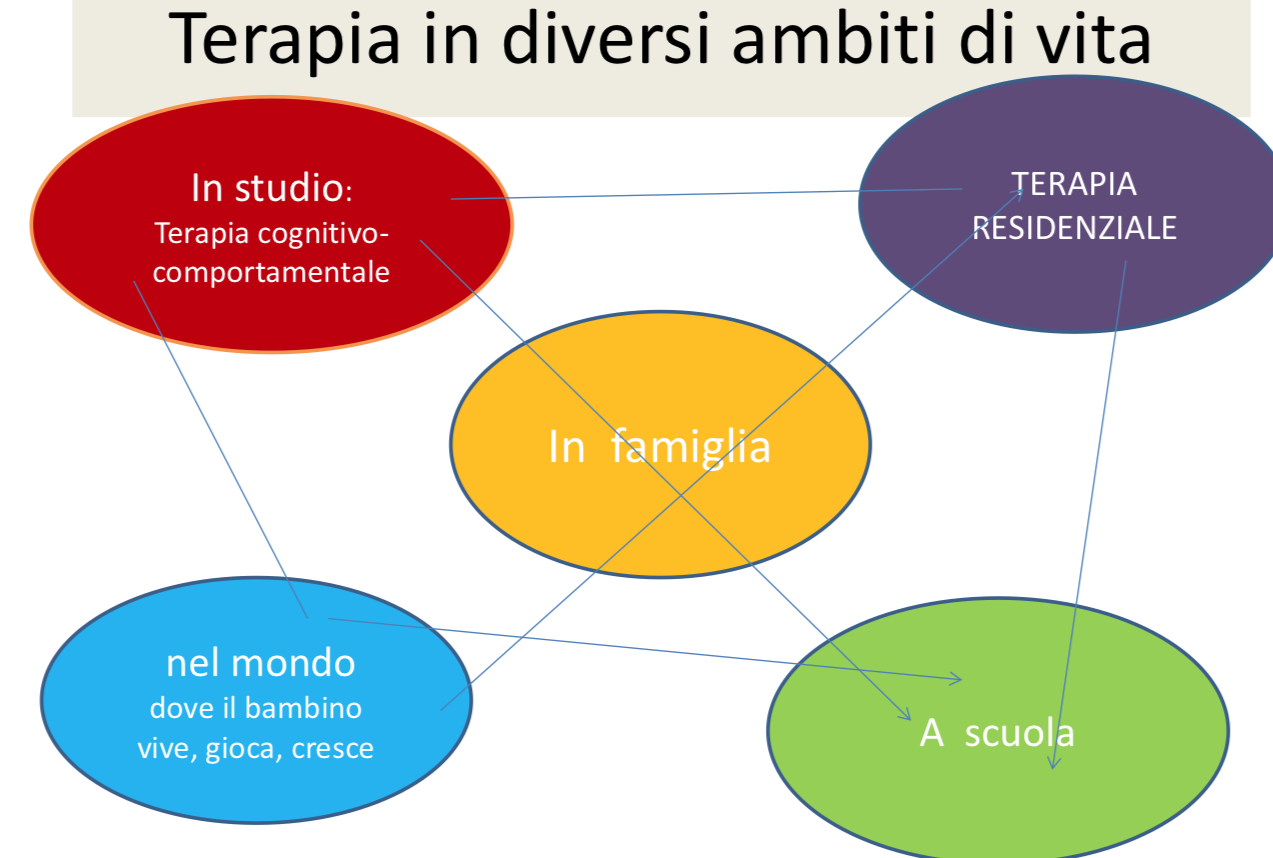 Terapia in diversi ambiti di vita
In studio:
Terapia cognitivo-
comportamentale
TERAPIA
RESIDENZIALE
In famiglia
nel mondo
dove il bambino
vive, gioca, cresce
A scuola